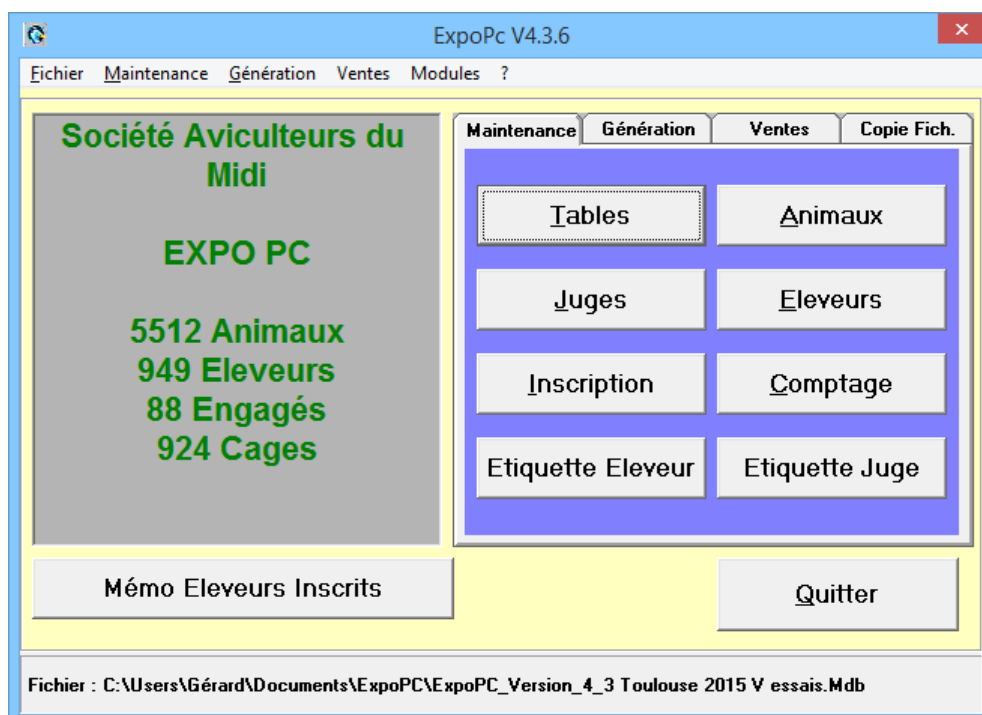 ExpoPc V4.3.6
Fichier Maintenance Génération Ventes Modules ?
Société Aviculteurs du
Midi
EXPO PC
5512 Animaux
949 Eleveurs
88 Engagés
924 Cages
Maintenance Génération Ventes Copie Fich.
Tables Animaux
Juges Eleveurs
Inscription Comptage
Etiquette Eleveur Etiquette Juge
Mémo Eleveurs Inscrits
Quitter
Fichier : C:\Users\Gérard\Documents\ExpoPC\ExpoPC_Version_4_3 Toulouse 2015 V essais.Mdb